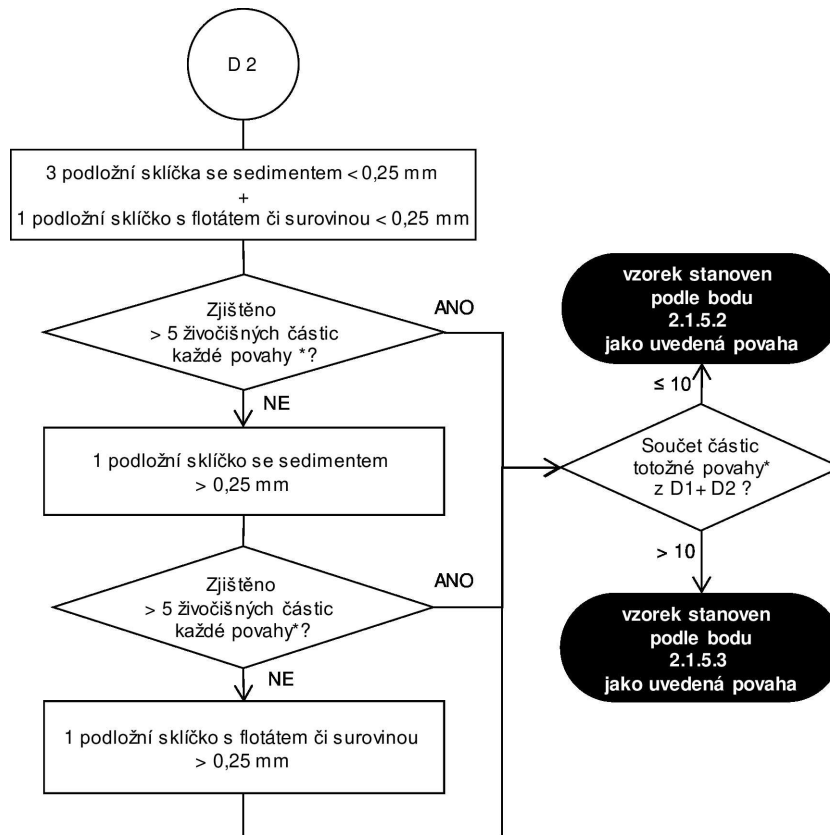 D 2
3 podložní sklíčka se sedimentem < 0,25 mm
+
1 podložní sklíčko s flotátem či surovinou < 0,25 mm
Zjištěno
> 5 živočišných částic
každé povahy *?
ANO
NE
1 podložní sklíčko se sedimentem
> 0,25 mm
Zjištěno
> 5 živočišných částic
každé povahy*?
ANO
NE
1 podložní sklíčko s flotátem či surovinou
> 0,25 mm
vzorek stanoven
podle bodu
2.1.5.2
jako uvedená povaha
≤ 10
Součet částic
totožné povahy*
z D1+ D2 ?
> 10
vzorek stanoven
podle bodu
2.1.5.3
jako uvedená povaha